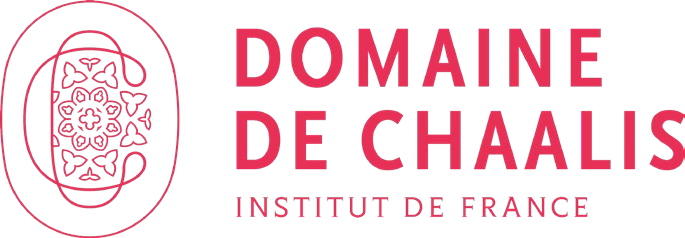 DOMAINE
DE CHAALIS
INSTITUT DE FRANCE